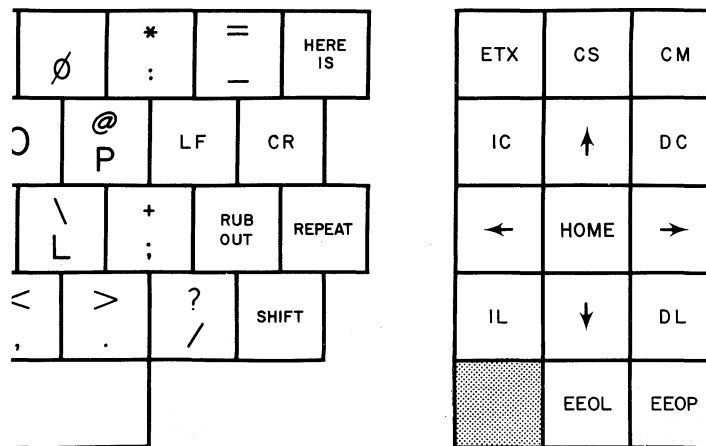 Ø * : = _ HERE IS ETX CS CM
O @ P LF CR IC ↑ DC
\ L + ; RUB OUT REPEAT ← HOME →
< , > . ? / SHIFT IL ↓ DL
EEOL EEOP